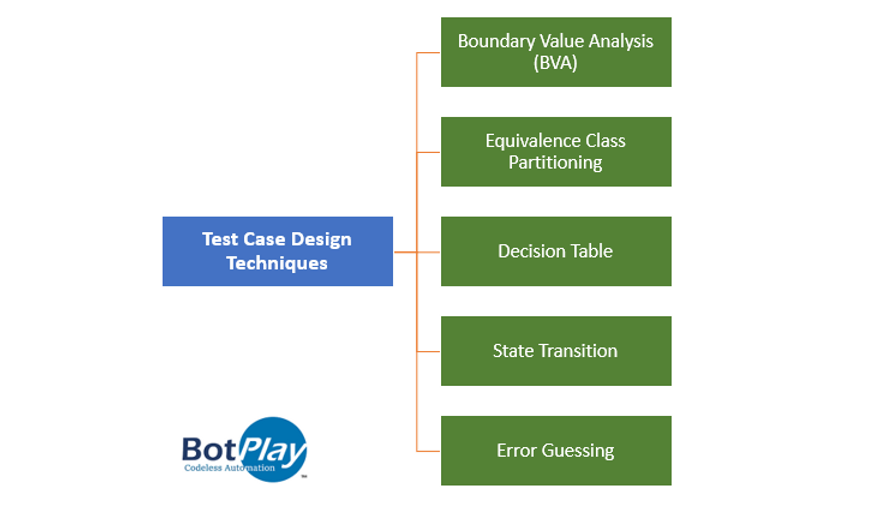 Boundary Value Analysis
(BVA)
Equivalence Class
Partitioning
Test Case Design
Techniques
Decision Table
State Transition
Error Guessing
BotPlay
Codeless Automation